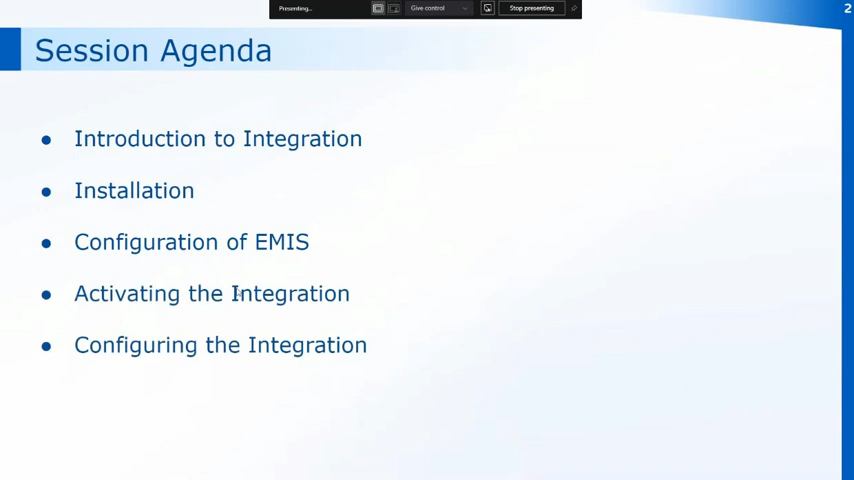 Presenting...
Give control
Stop presenting
2
Session Agenda
● Introduction to Integration
● Installation
● Configuration of EMIS
● Activating the Integration
● Configuring the Integration